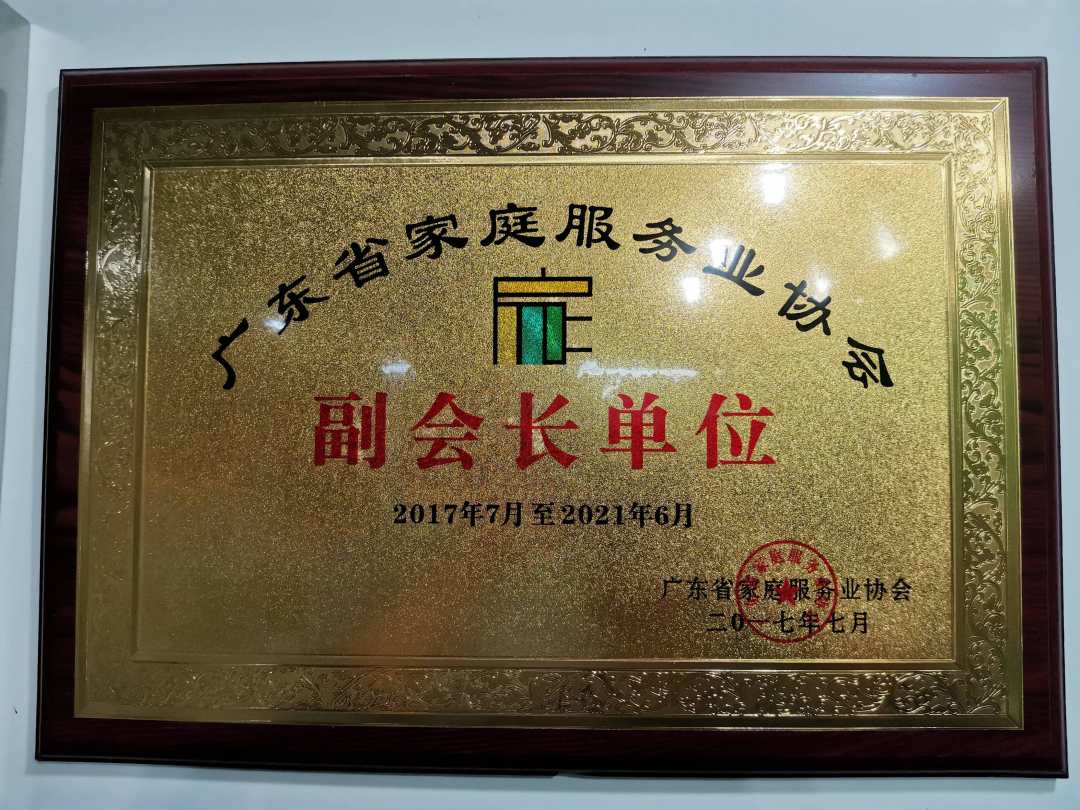 广东省家庭服务业协会
副会长单位
2017年7月至2021年6月
广东省家庭服务业协会
二0一七年七月